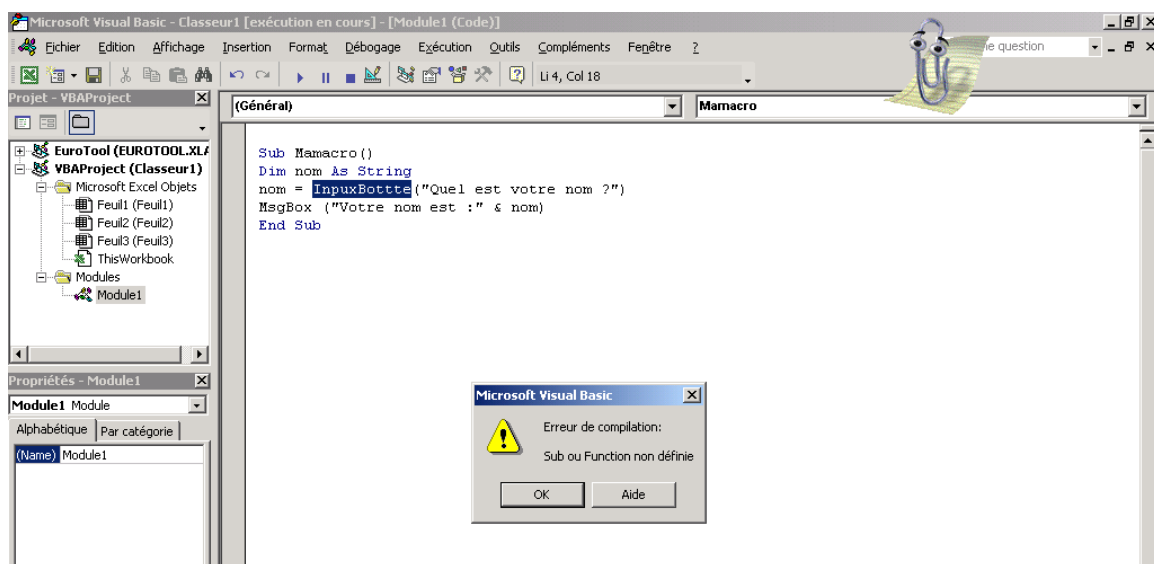 Microsoft Visual Basic - Classeur1 [exécution en cours] - [Module1 (Code)]
Fichier Edition Affichage Insertion Format Débogage Exécution Outils Compléments Fenêtre ? ne question
Li 4, Col 18
Projet - VBAProject
(Général) Mamacro
EuroTool (EUROTOOL.XLA
VBAProject (Classeur1)
Microsoft Excel Objets
Feuil1 (Feuil1)
Feuil2 (Feuil2)
Feuil3 (Feuil3)
ThisWorkbook
Modules
Module1
Sub Mamacro()
Dim nom As String
nom = InpuxBottte("Quel est votre nom ?")
MsgBox ("Votre nom est :" & nom)
End Sub
Propriétés - Module1
Module1 Module
Alphabétique Par catégorie
(Name) Module1
Microsoft Visual Basic
Erreur de compilation:
Sub ou Function non définie
OK Aide